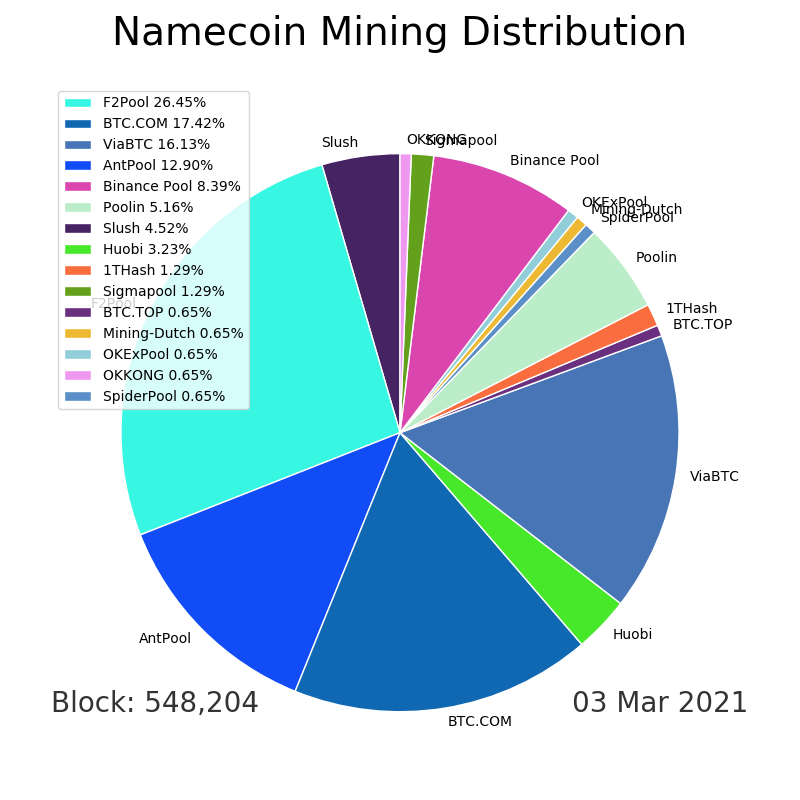 Namecoin Mining Distribution
F2Pool 26.45%
BTC.COM 17.42%
ViaBTC 16.13%
AntPool 12.90%
Binance Pool 8.39%
Poolin 5.16%
Slush 4.52%
Huobi 3.23%
1THash 1.29%
Sigmapool 1.29%
BTC.TOP 0.65%
Mining-Dutch 0.65%
OKExPool 0.65%
OKKONG 0.65%
SpiderPool 0.65%
Slush
OKKONG
Sigmapool
Binance Pool
OKExPool
Mining-Dutch
SpiderPool
Poolin
F2Pool
1THash
BTC.TOP
ViaBTC
Huobi
AntPool
BTC.COM
Block: 548,204
03 Mar 2021